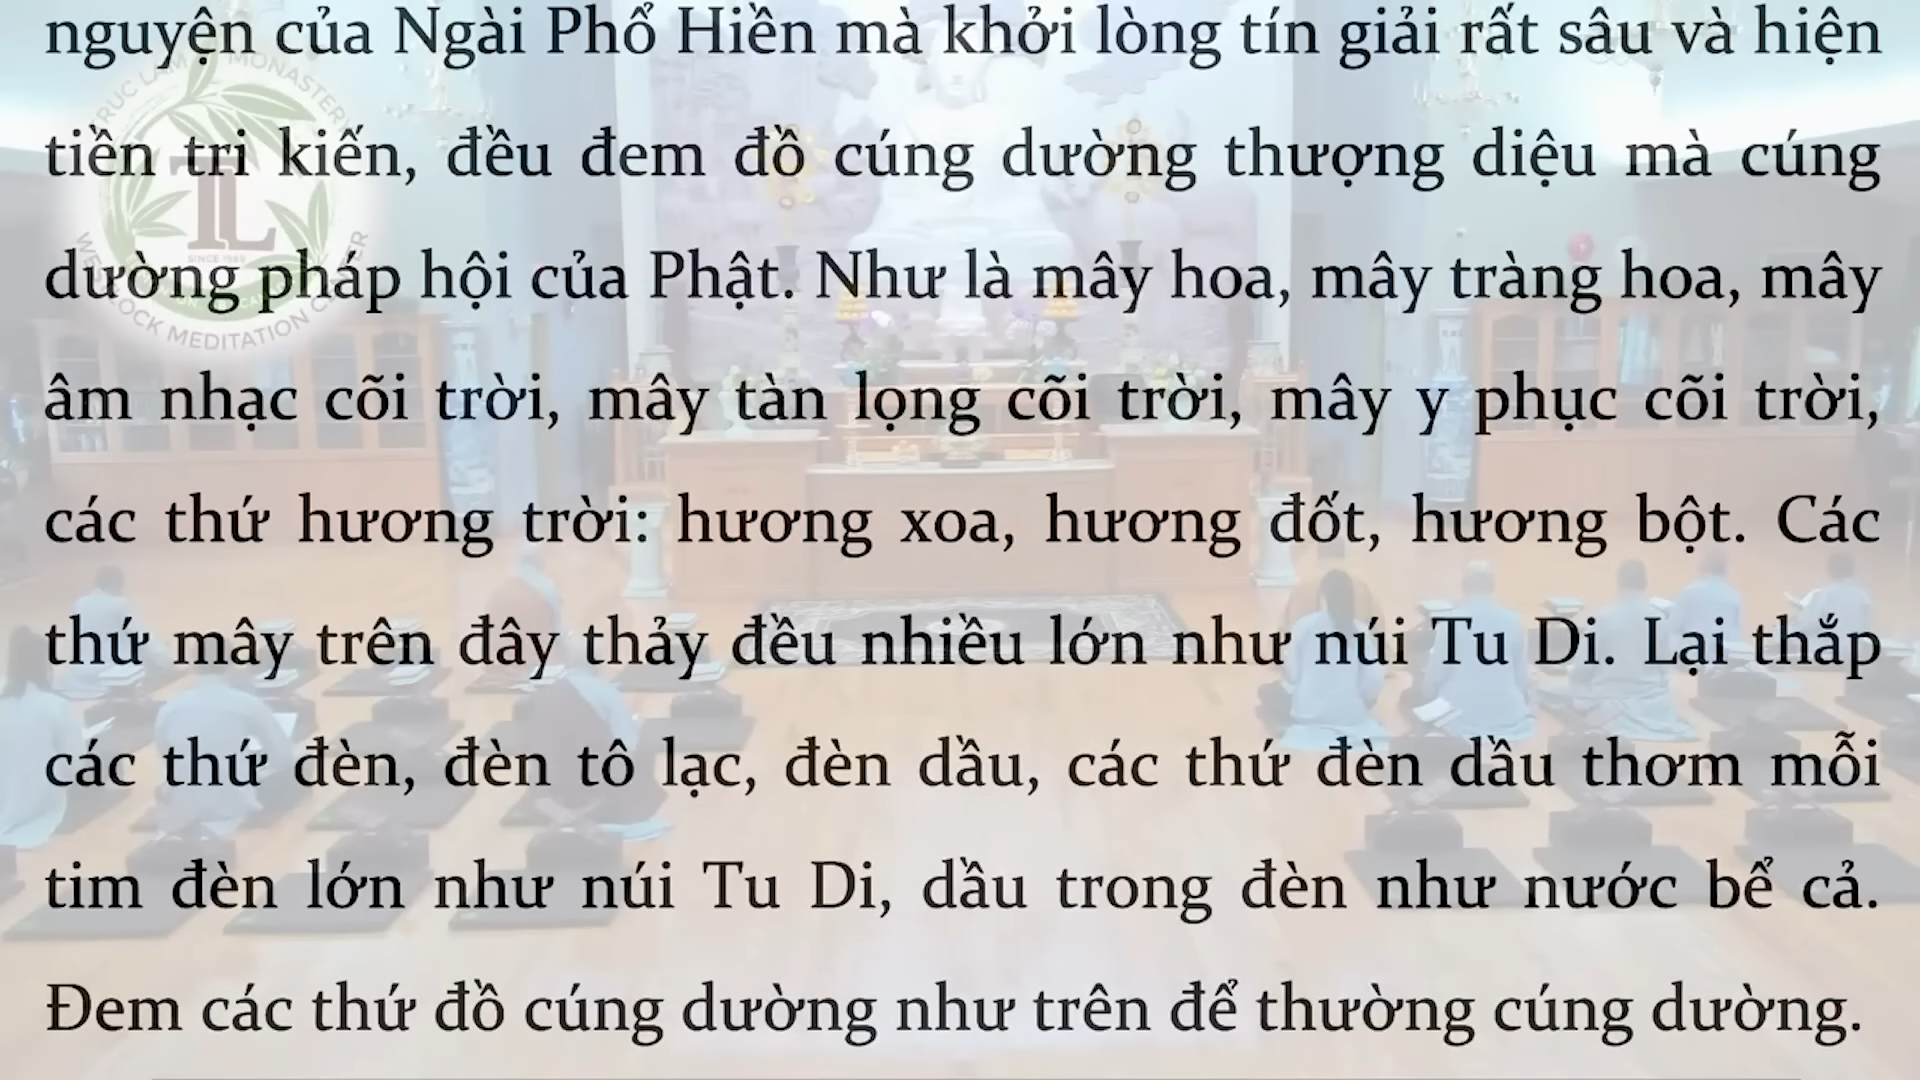 nguyện của Ngài Phổ Hiền mà khởi lòng tín giải rất sâu và hiện
tiền tri kiến, đều đem đồ cúng dường thượng diệu mà cúng
dường pháp hội của Phật. Như là mây hoa, mây tràng hoa, mây
âm nhạc cõi trời, mây tàn lọng cõi trời, mây y phục cõi trời,
các thứ hương trời: hương xoa, hương đốt, hương bột. Các
thứ mây trên đây thảy đều nhiều lớn như núi Tu Di. Lại thắp
các thứ đèn, đèn tô lạc, đèn dầu, các thứ đèn dầu thơm mỗi
tim đèn lớn như núi Tu Di, dầu trong đèn như nước bể cả.
Đem các thứ đồ cúng dường như trên để thường cúng dường.
MONASTERY
TL
SINCE 1989
MEDITATION